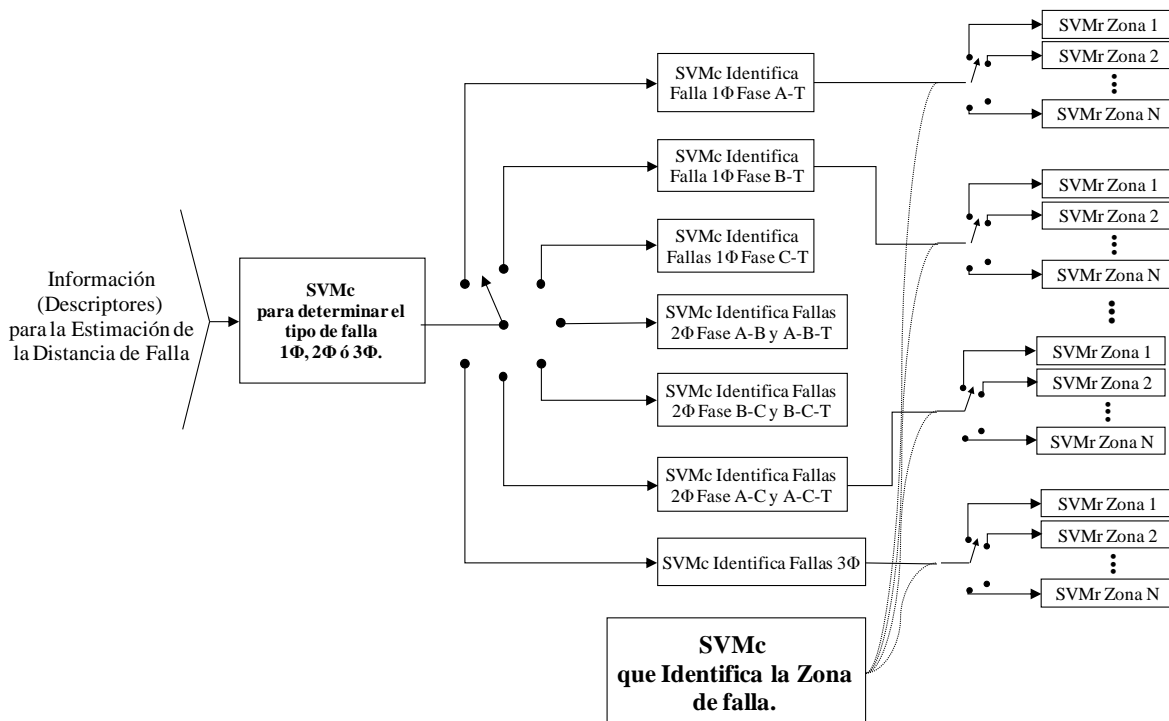 Información
(Descriptores)
para la Estimación de
la Distancia de Falla
SVMc
para determinar el
tipo de falla
1Φ, 2Φ ó 3Φ.
SVMc Identifica
Falla 1Φ Fase A-T
SVMc Identifica
Falla 1Φ Fase B-T
SVMc Identifica
Fallas 1Φ Fase C-T
SVMc Identifica Fallas
2Φ Fase A-B y A-B-T
SVMc Identifica Fallas
2Φ Fase B-C y B-C-T
SVMc Identifica Fallas
2Φ Fase A-C y A-C-T
SVMc Identifica Fallas 3Φ
SVMc
que Identifica la Zona
de falla.
SVMr Zona 1
SVMr Zona 2
SVMr Zona N
SVMr Zona 1
SVMr Zona 2
SVMr Zona N
SVMr Zona 1
SVMr Zona 2
SVMr Zona N
SVMr Zona 1
SVMr Zona 2
SVMr Zona N